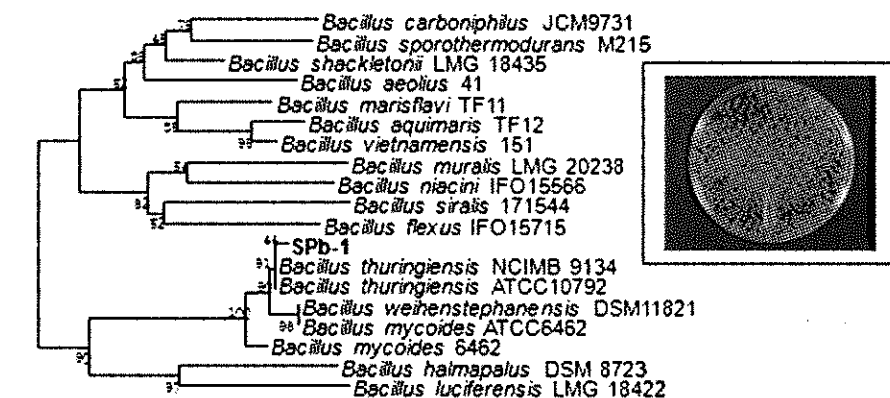 Bacillus carboniphilus JCM9731
Bacillus sporothermodurans M215
Bacillus shackletonii LMG 18435
Bacillus aeolius 41
Bacillus marisflavi TF11
Bacillus aquimaris TF12
Bacillus vietnamensis 151
Bacillus muralis LMG 20238
Bacillus niacini IFO15566
Bacillus siralis 171544
Bacillus flexus IFO15715
SPb-1
Bacillus thuringiensis NCIMB 9134
Bacillus thuringiensis ATCC10792
Bacillus weihenstephanensis DSM11821
Bacillus mycoides ATCC6462
Bacillus mycoides 6462
Bacillus halmapalus DSM 8723
Bacillus luciferensis LMG 18422